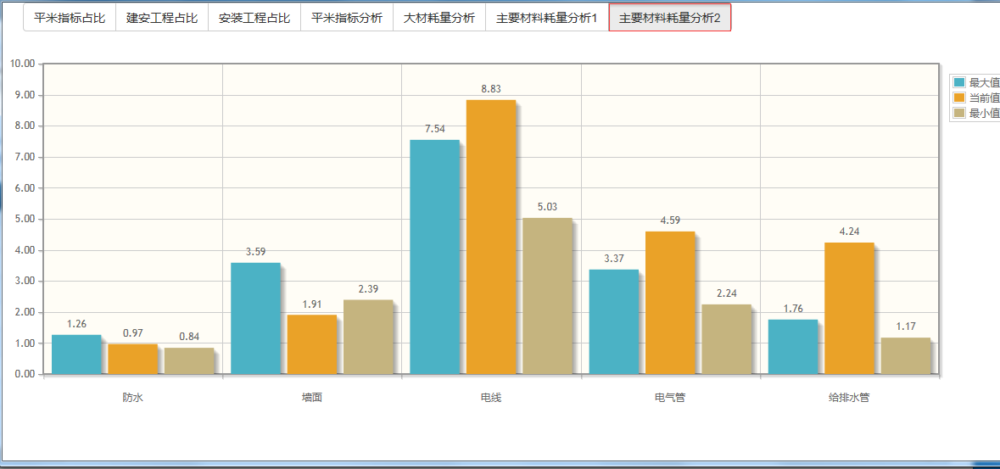 平米指标占比 建安工程占比 安装工程占比 平米指标分析 大材耗量分析 主要材料耗量分析1 主要材料耗量分析2
10.00
9.00
8.00
7.00
6.00
5.00
4.00
3.00
2.00
1.00
0.00
1.26 0.97 0.84
3.59 1.91 2.39
7.54 8.83 5.03
3.37 4.59 2.24
1.76 4.24 1.17
防水 墙面 电线 电气管 给排水管
最大值
当前值
最小值